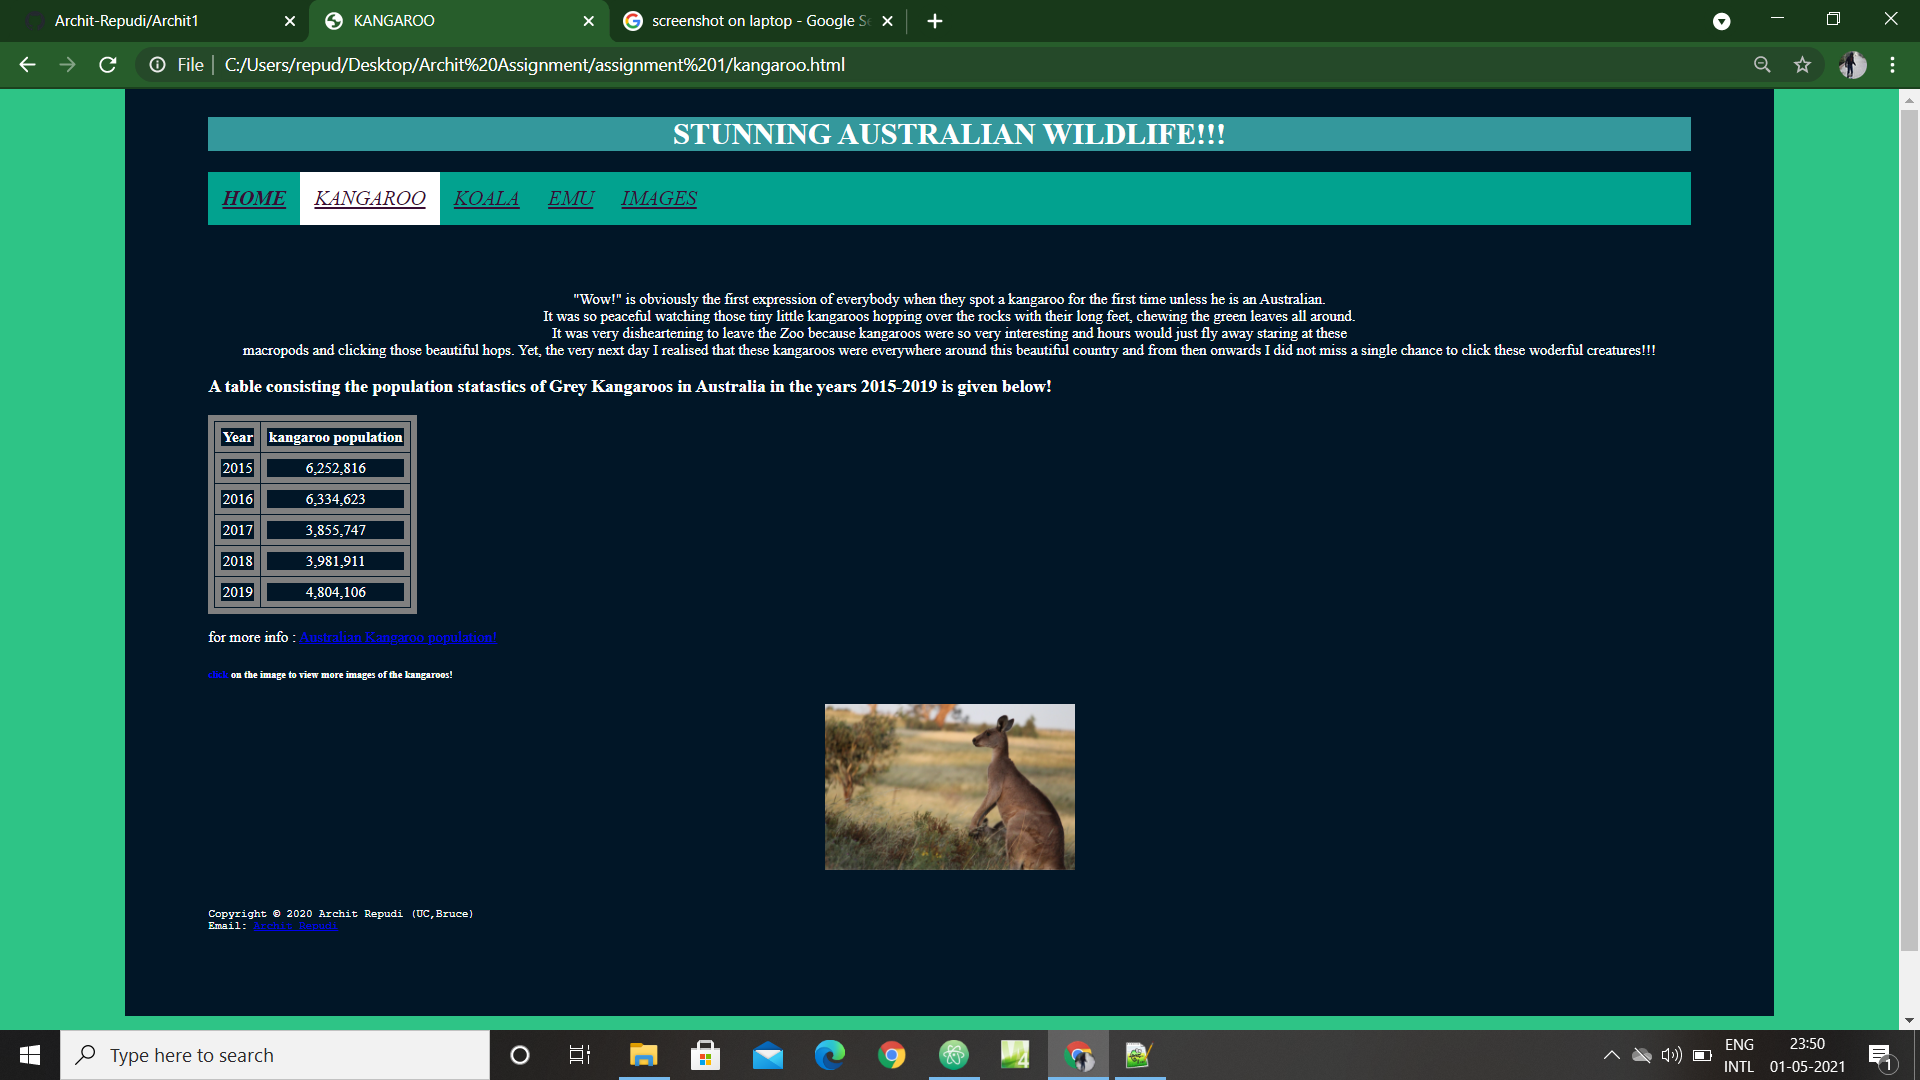 Archit-Repudi/Archit1
KANGAROO
screenshot on laptop - Google Se
File
C:/Users/repud/Desktop/Archit%20Assignment/assignment%201/kangaroo.html
STUNNING AUSTRALIAN WILDLIFE!!!
HOME KANGAROO KOALA EMU IMAGES
"Wow!" is obviously the first expression of everybody when they spot a kangaroo for the first time unless he is an Australian.
It was so peaceful watching those tiny little kangaroos hopping over the rocks with their long feet, chewing the green leaves all around.
It was very disheartening to leave the Zoo because kangaroos were so very interesting and hours would just fly away staring at these
macropods and clicking those beautiful hops. Yet, the very next day I realised that these kangaroos were everywhere around this beautiful country and from then onwards I did not miss a single chance to click these woderful creatures!!!
A table consisting the population statastics of Grey Kangaroos in Australia in the years 2015-2019 is given below!
Year kangaroo population
2015 6,252,816
2016 6,334,623
2017 3,855,747
2018 3,981,911
2019 4,804,106
for more info : Australian Kangaroo population!
click on the image to view more images of the kangaroos!
Copyright © 2020 Archit Repudi (UC,Bruce)
Email: Archit Repudi
Type here to search
4
ENG
INTL
23:50
01-05-2021
1